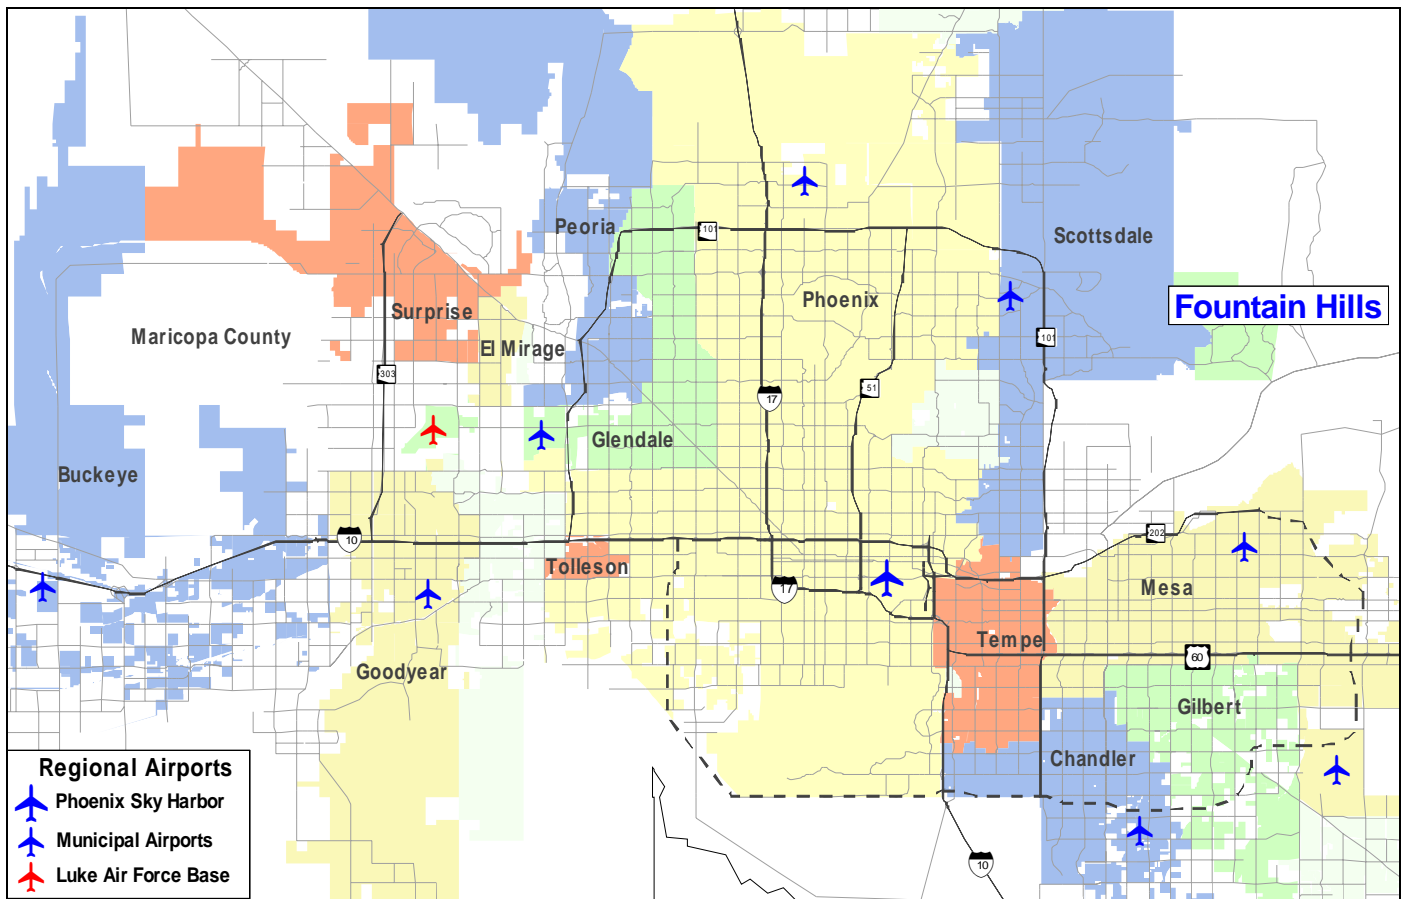 Peoria
101
Scottsdale
Phoenix
Fountain Hills
Surprise
Maricopa County
El Mirage
101
303
51
17
Glendale
Buckeye
10
202
Tolleson
17
Mesa
Tempe
60
Goodyear
Gilbert
Chandler
10
Regional Airports
Phoenix Sky Harbor
Municipal Airports
Luke Air Force Base